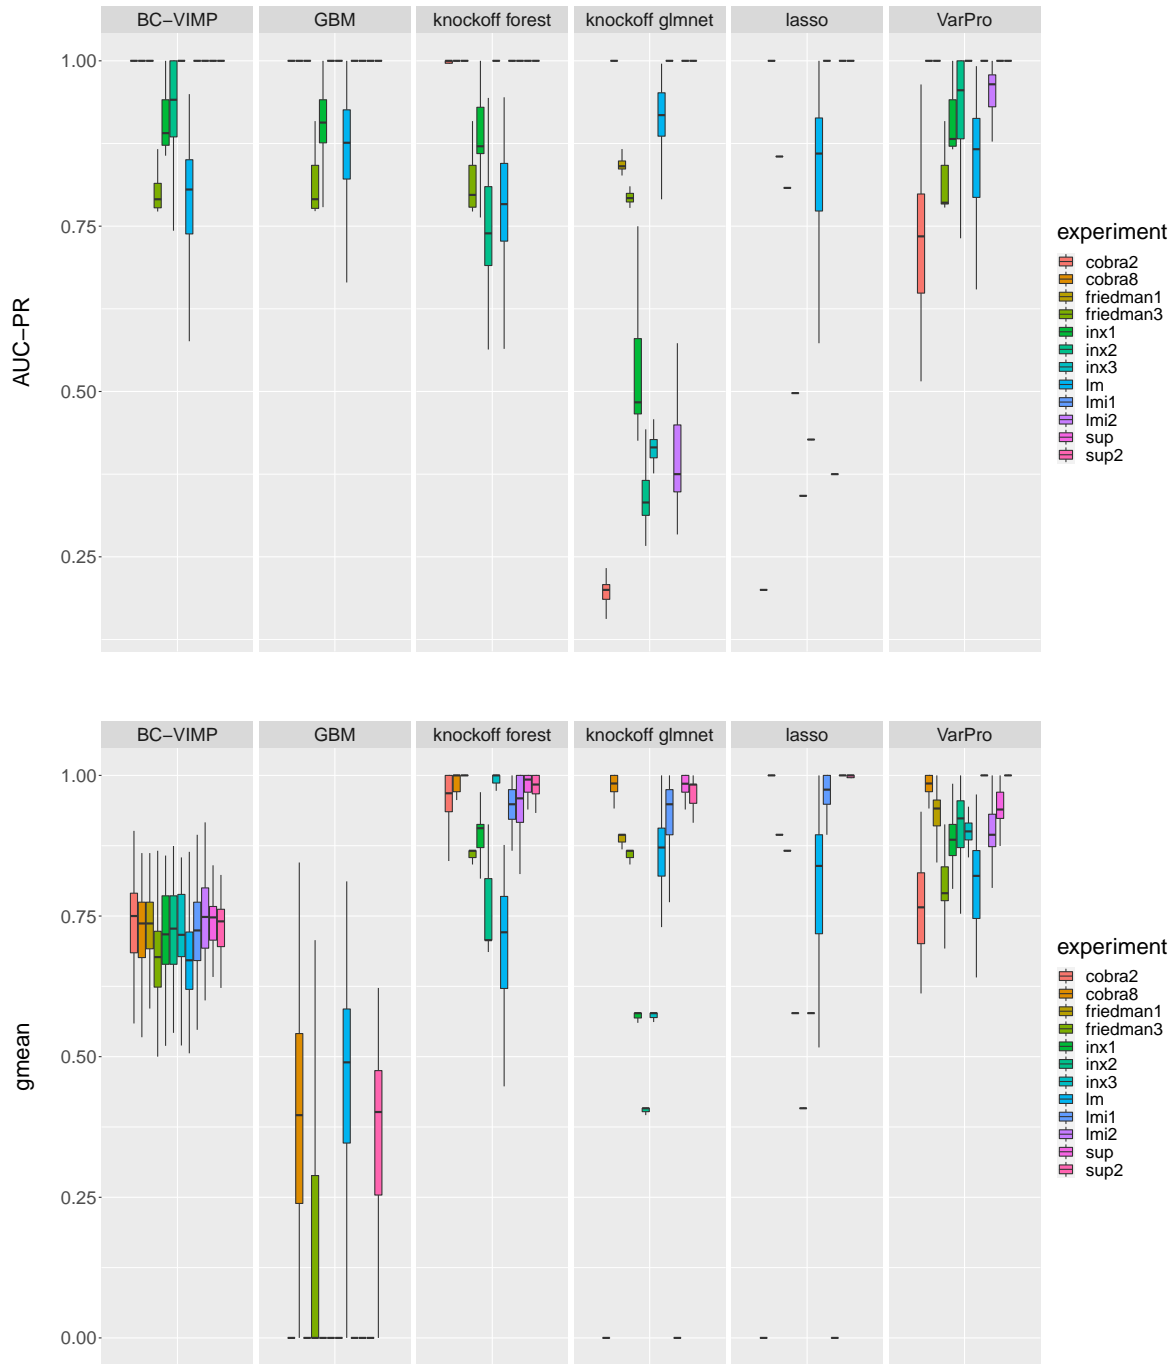 BC−VIMP GBM knockoff forest knockoff glmnet lasso VarPro
1.00
0.75
0.50
0.25
AUC−PR
experiment
cobra2
cobra8
friedman1
friedman3
inx1
inx2
inx3
lm
lmi1
lmi2
sup
sup2
BC−VIMP GBM knockoff forest knockoff glmnet lasso VarPro
1.00
0.75
0.50
0.25
0.00
gmean
experiment
cobra2
cobra8
friedman1
friedman3
inx1
inx2
inx3
lm
lmi1
lmi2
sup
sup2